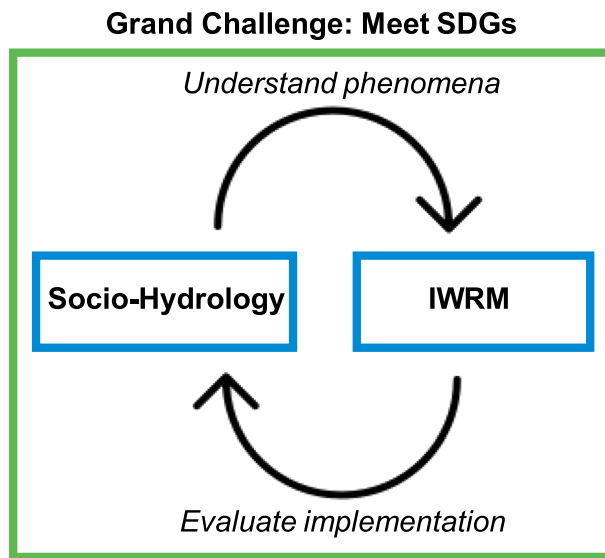 Grand Challenge: Meet SDGs
Understand phenomena
Socio-Hydrology
IWRM
Evaluate implementation